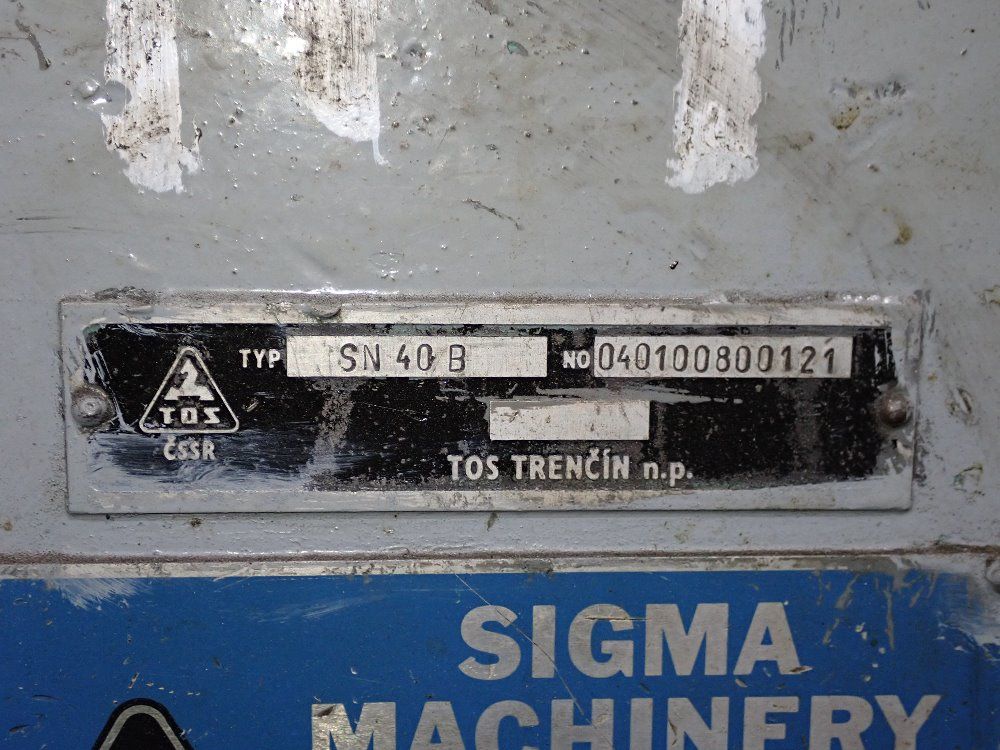 TYP SN 40 B NO 040100800121
TOS
ČSSR
TOS TRENČÍN n.p.
SIGMA
MACHINERY